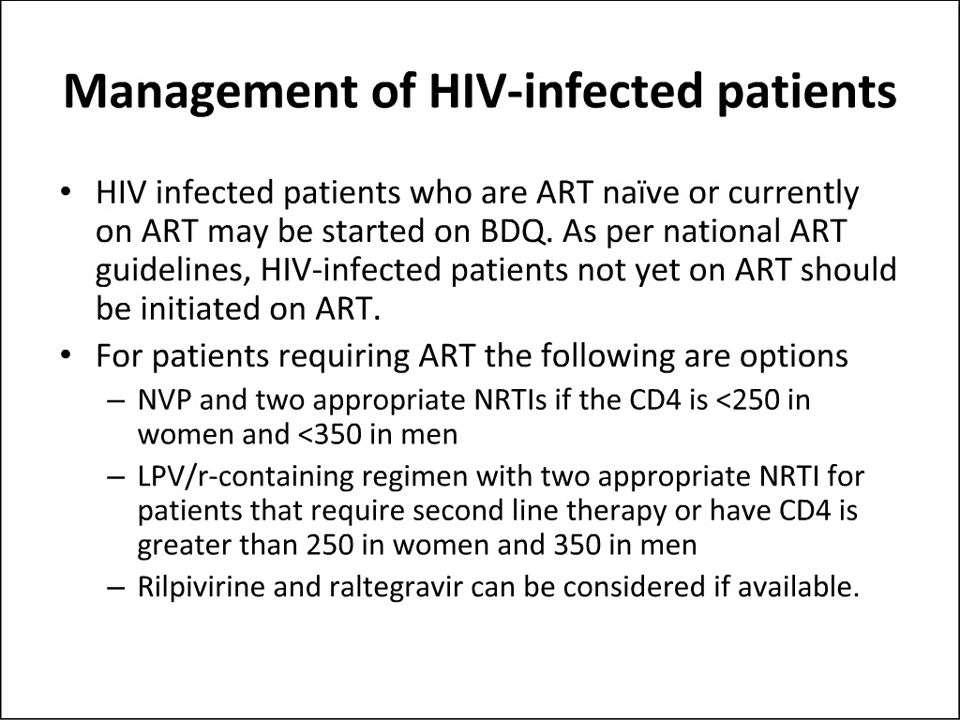 Management of HIV-infected patients
• HIV infected patients who are ART naïve or currently
on ART may be started on BDQ. As per national ART
guidelines, HIV-infected patients not yet on ART should
be initiated on ART.
• For patients requiring ART the following are options
– NVP and two appropriate NRTIs if the CD4 is <250 in
women and <350 in men
– LPV/r-containing regimen with two appropriate NRTI for
patients that require second line therapy or have CD4 is
greater than 250 in women and 350 in men
– Rilpivirine and raltegravir can be considered if available.